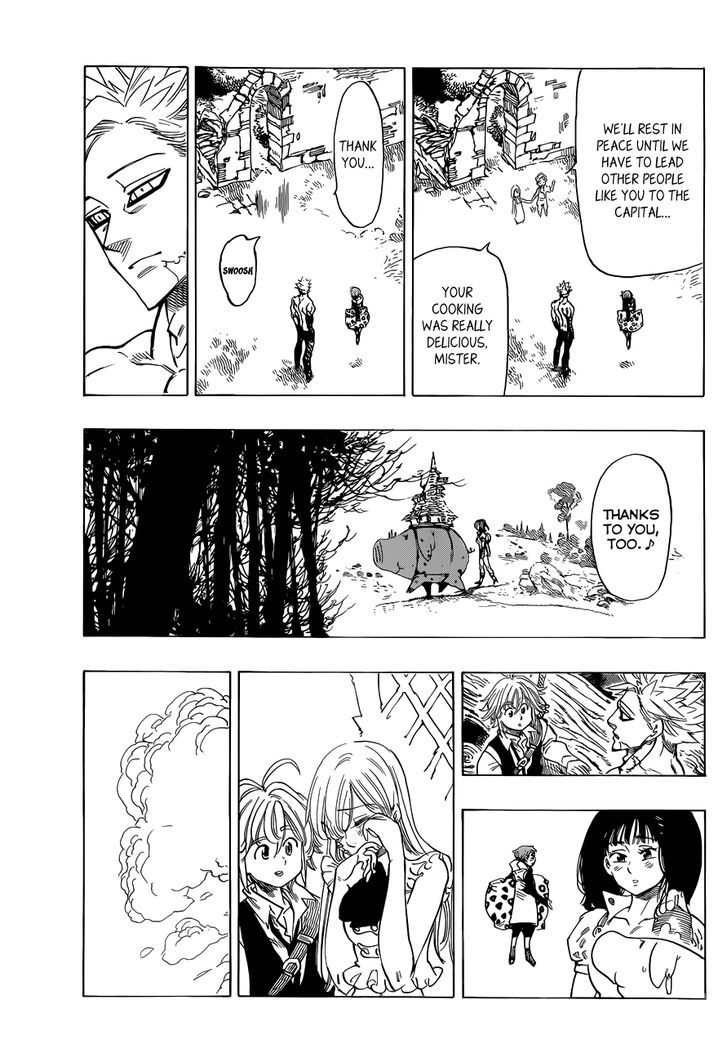 WE'LL REST IN
PEACE UNTIL WE
HAVE TO LEAD
OTHER PEOPLE
LIKE YOU TO THE
CAPITAL...
YOUR
COOKING
WAS REALLY
DELICIOUS,
MISTER.
THANK
YOU...
SWOOSH
THANKS
TO YOU,
TOO. ♪